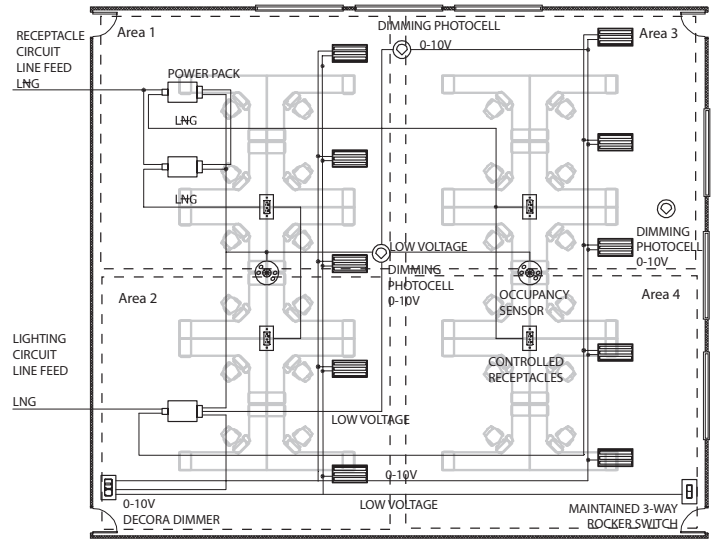 RECEPTACLE
CIRCUIT
LINE FEED
LNG
Area 1
POWER PACK
LNG
LNG
DIMMING PHOTOCELL
0-10V
Area 3
DIMMING
PHOTOCELL
0-10V
LOW VOLTAGE
DIMMING
PHOTOCELL
0-10V
Area 2
OCCUPANCY
SENSOR
Area 4
LIGHTING
CIRCUIT
LINE FEED
LNG
CONTROLLED
RECEPTACLES
LOW VOLTAGE
0-10V
0-10V
DECORA DIMMER
LOW VOLTAGE
MAINTAINED 3-WAY
ROCKER SWITCH